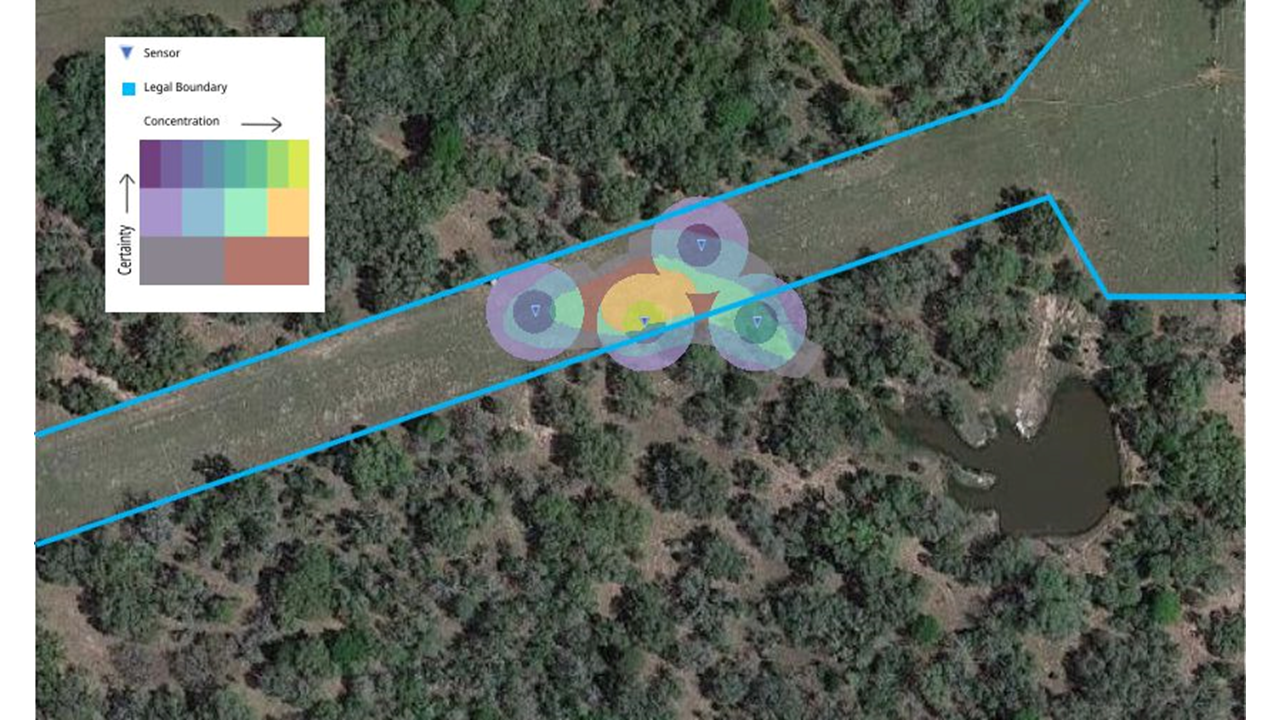 Sensor
Legal Boundary
Concentration
Certainty